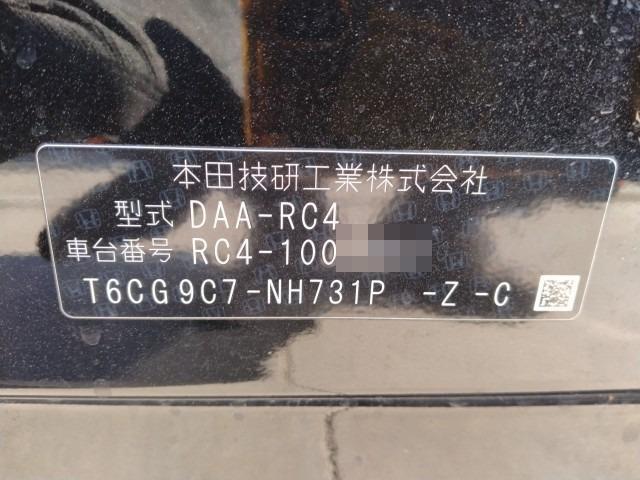 本田技研工業株式会社
型式 DAA-RC4
車台番号 RC4-100
T6CG9C7-NH731P -Z -C